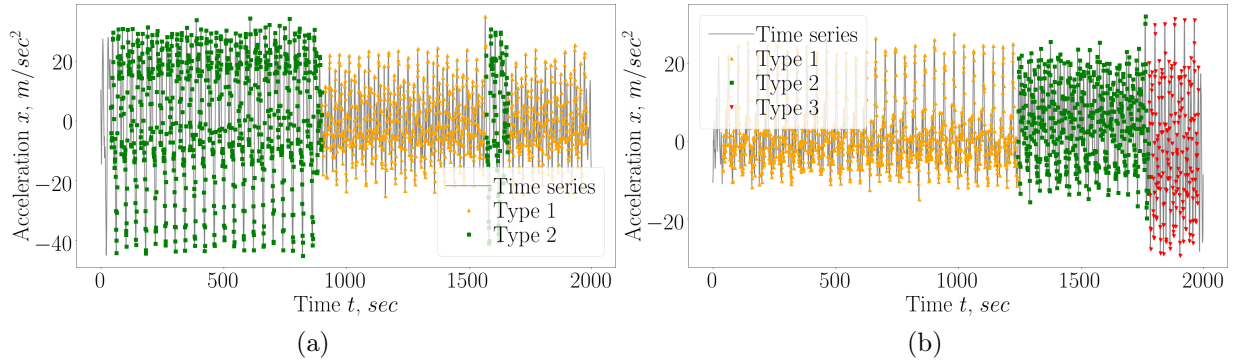 Acceleration x, m/sec²
20
0
−20
−40
Time series
Type 1
Type 2
0 500 1000 1500 2000
Time t, sec
(a)
Acceleration x, m/sec²
20
0
−20
Time series
Type 1
Type 2
Type 3
0 500 1000 1500 2000
Time t, sec
(b)